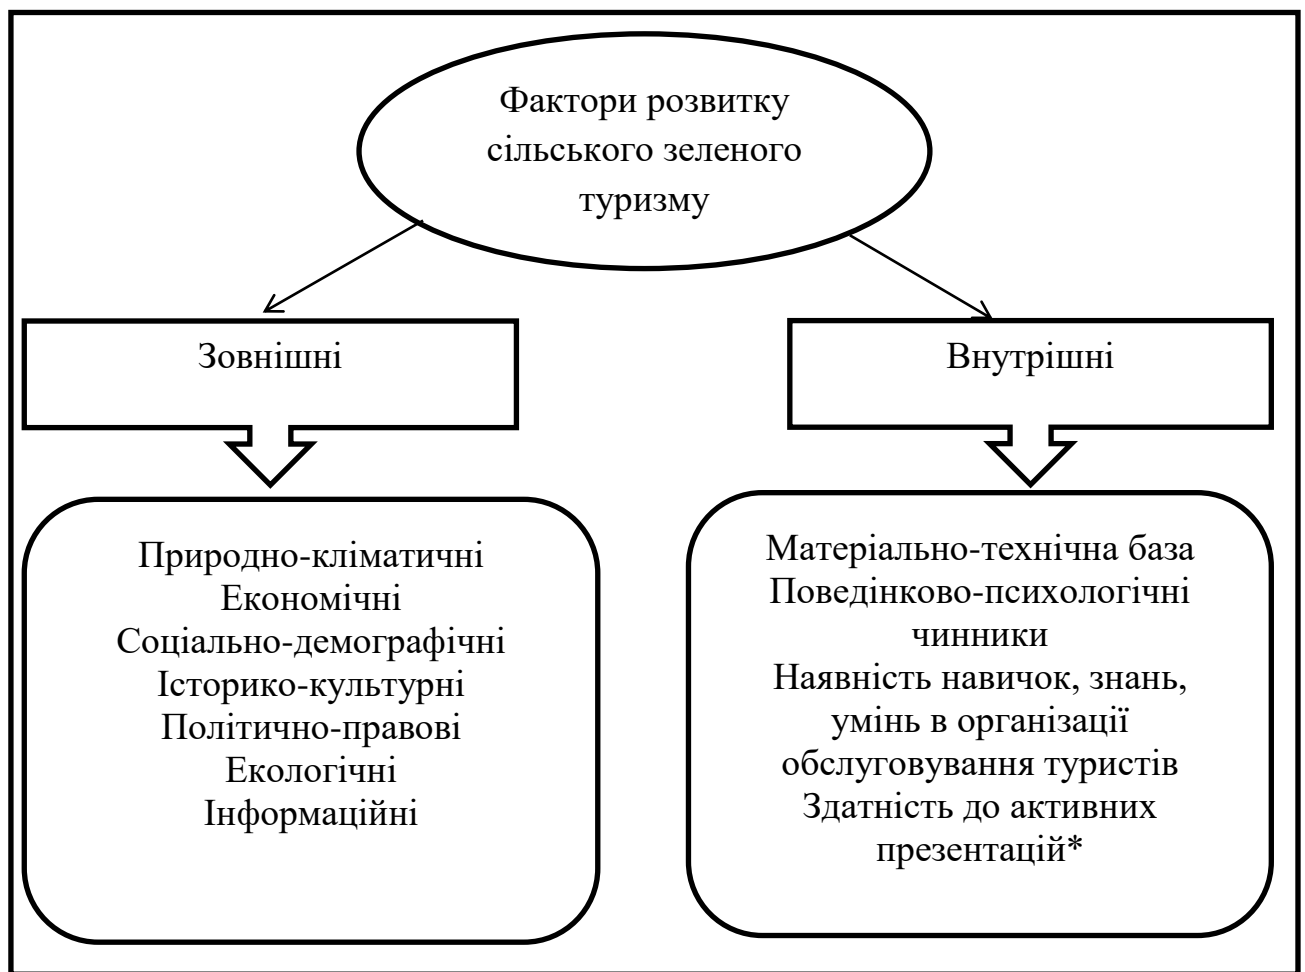 Фактори розвитку
сільського зеленого
туризму
Зовнішні
Внутрішні
Природно-кліматичні
Економічні
Соціально-демографічні
Історико-культурні
Політично-правові
Екологічні
Інформаційні
Матеріально-технічна база
Поведінково-психологічні
чинники
Наявність навичок, знань,
умінь в організації
обслуговування туристів
Здатність до активних
презентацій*